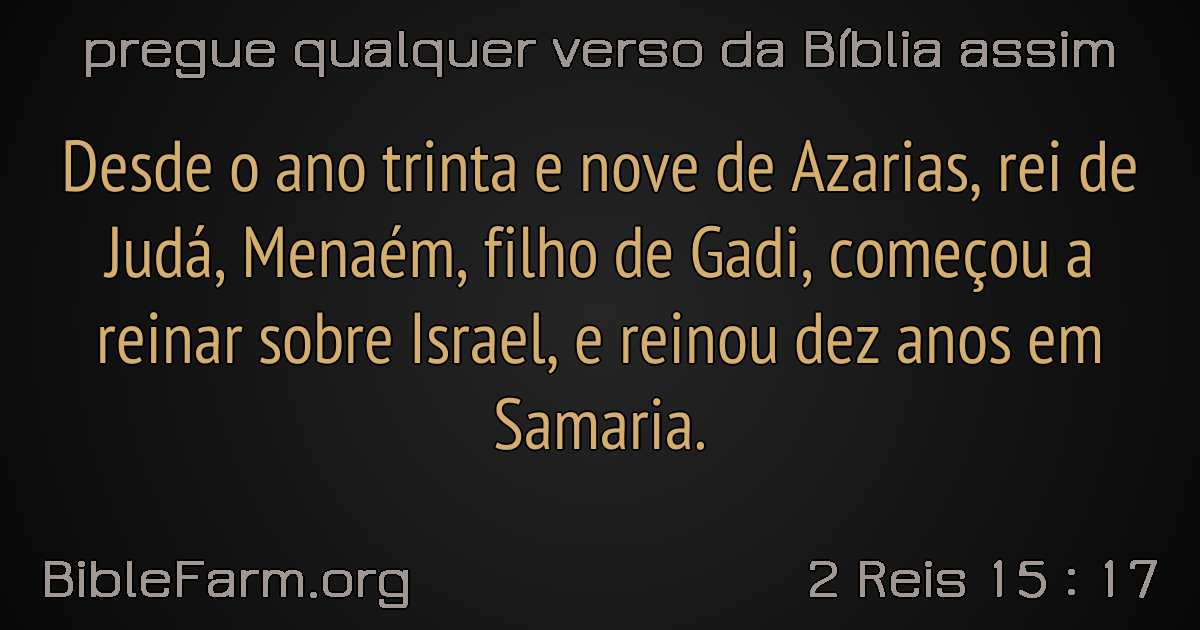 pregue qualquer verso da Bíblia assim
Desde o ano trinta e nove de Azarias, rei de
Judá, Menaém, filho de Gadi, começou a
reinar sobre Israel, e reinou dez anos em
Samaria.
BibleFarm.org
2 Reis 15 : 17